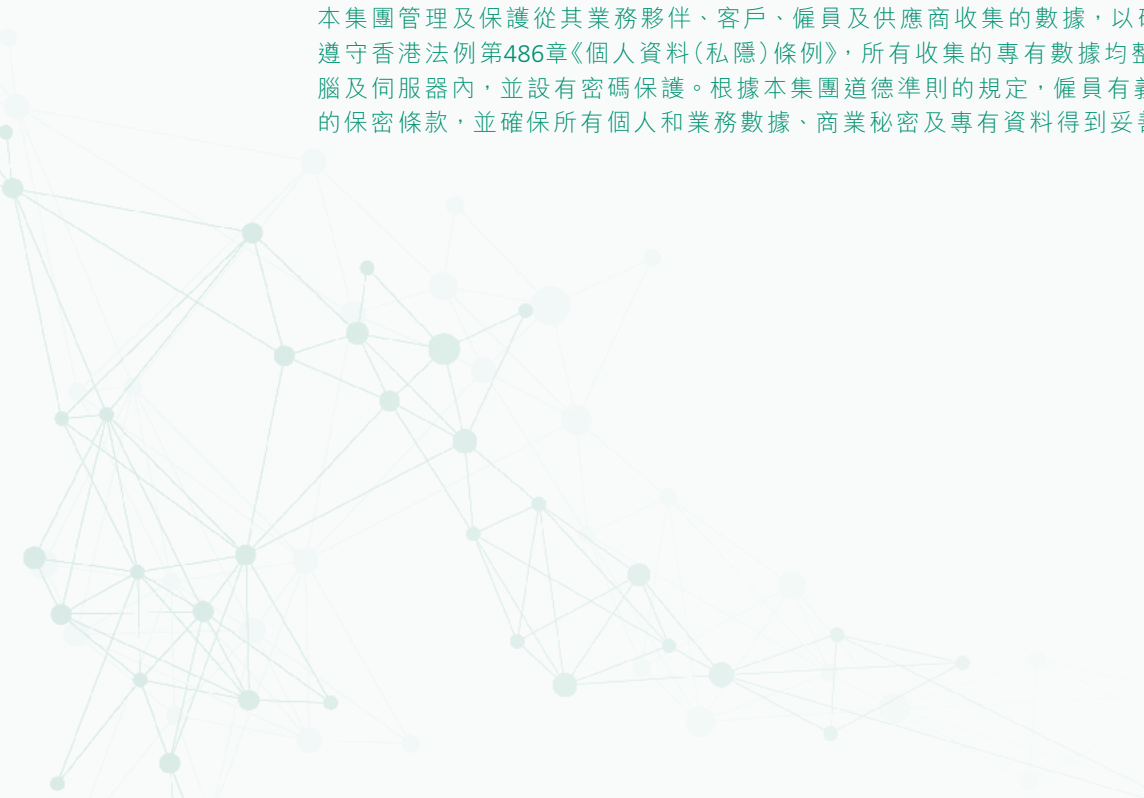 本集團管理及保護從其業務夥伴、客戶、僱員及供應商收集的數據，以確
遵守香港法例第486章《個人資料（私隱）條例》，所有收集的專有數據均整
腦及伺服器內，並設有密碼保護。根據本集團道德準則的規定，僱員有義
的保密條款，並確保所有個人和業務數據、商業秘密及專有資料得到妥善